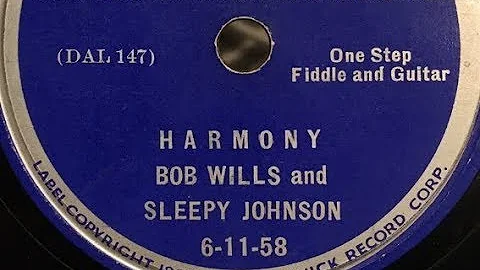 (DAL 147)
One Step
Fiddle and Guitar
HARMONY
BOB WILLS and
SLEEPY JOHNSON
6-11-58
LABEL COPYRIGHT
RECORD CORP.